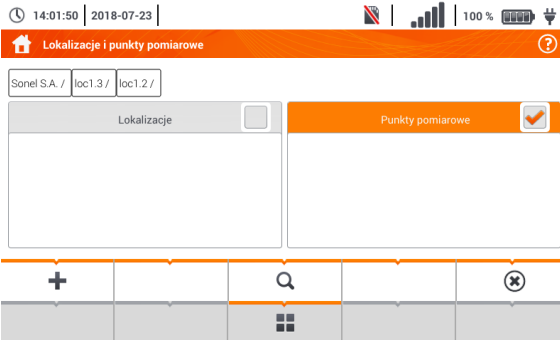 14:01:50 2018-07-23 100 %
Lokalizacje i punkty pomiarowe ?
Sonel S.A. / loc1.3 / loc1.2 /
Lokalizacje Punkty pomiarowe